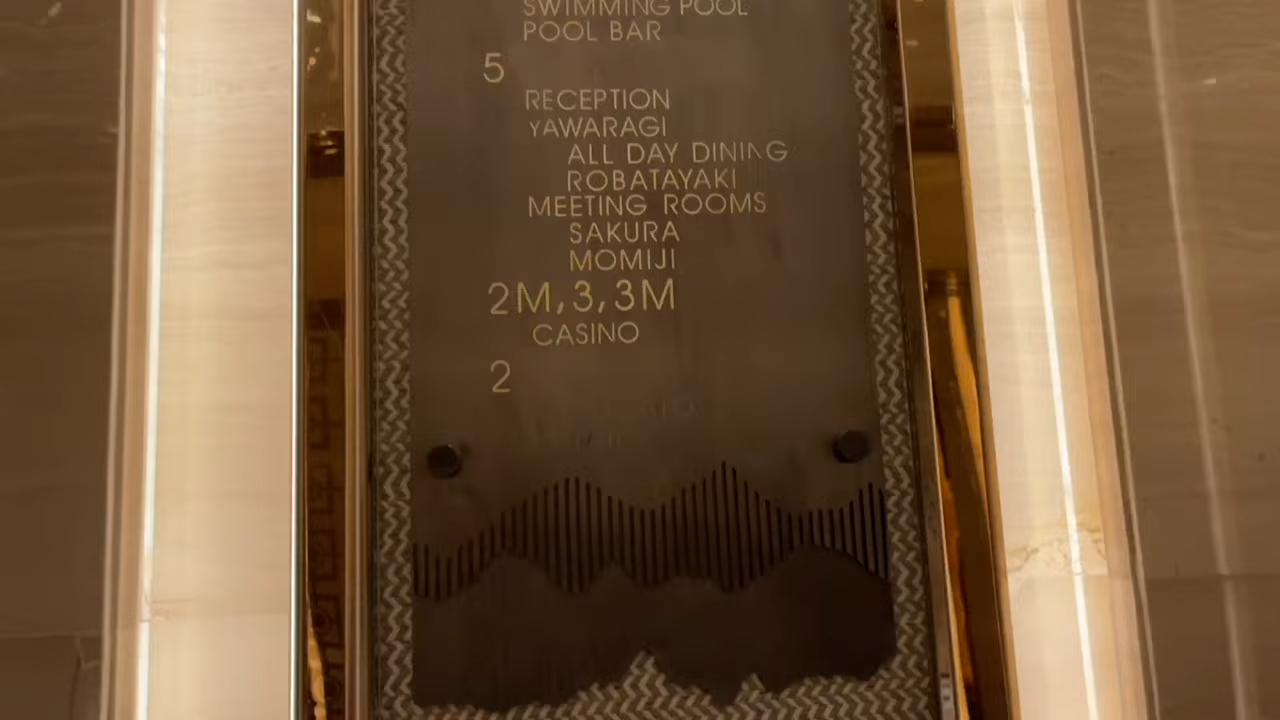 SWIMMING POOL
POOL BAR
5
RECEPTION
YAWARAGI
ALL DAY DINING
ROBATAYAKI
MEETING ROOMS
SAKURA
MOMIJI
2M, 3, 3M
CASINO
2